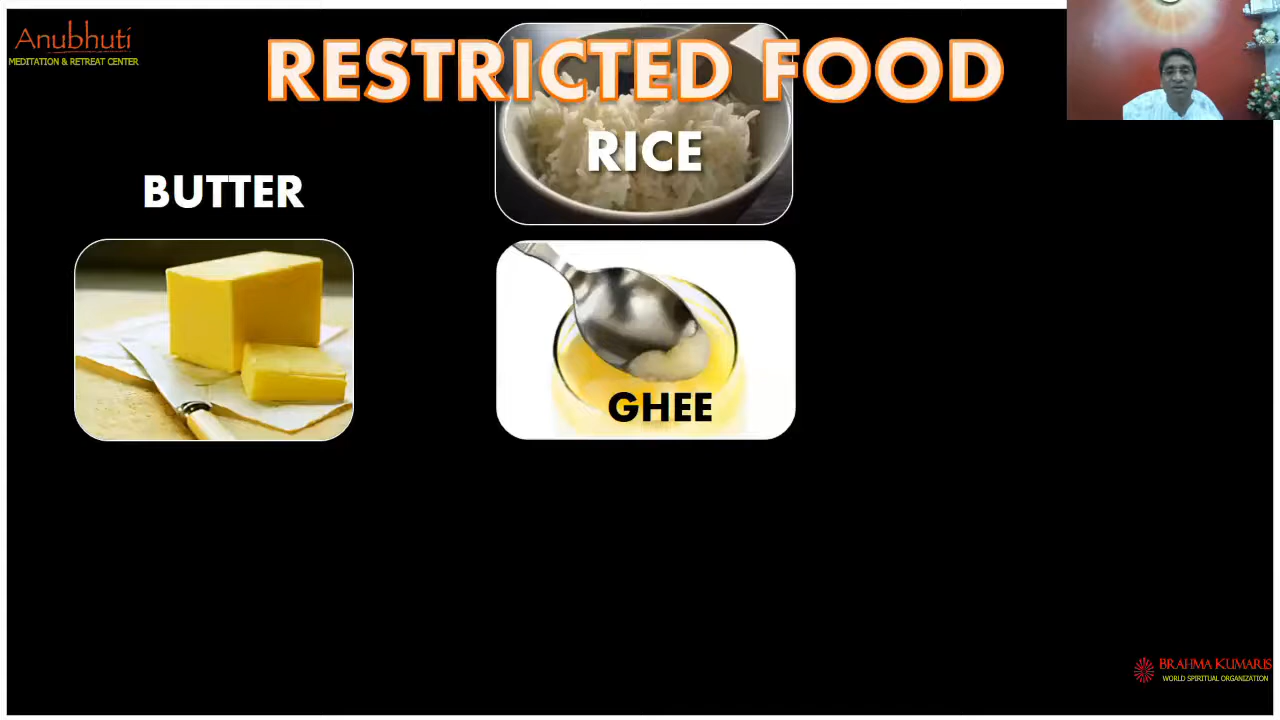 Anubhuti
MEDITATION & RETREAT CENTER
RESTRICTED FOOD
RICE
BUTTER
GHEE
BRAHMA KUMARIS
WORLD SPIRITUAL ORGANIZATION